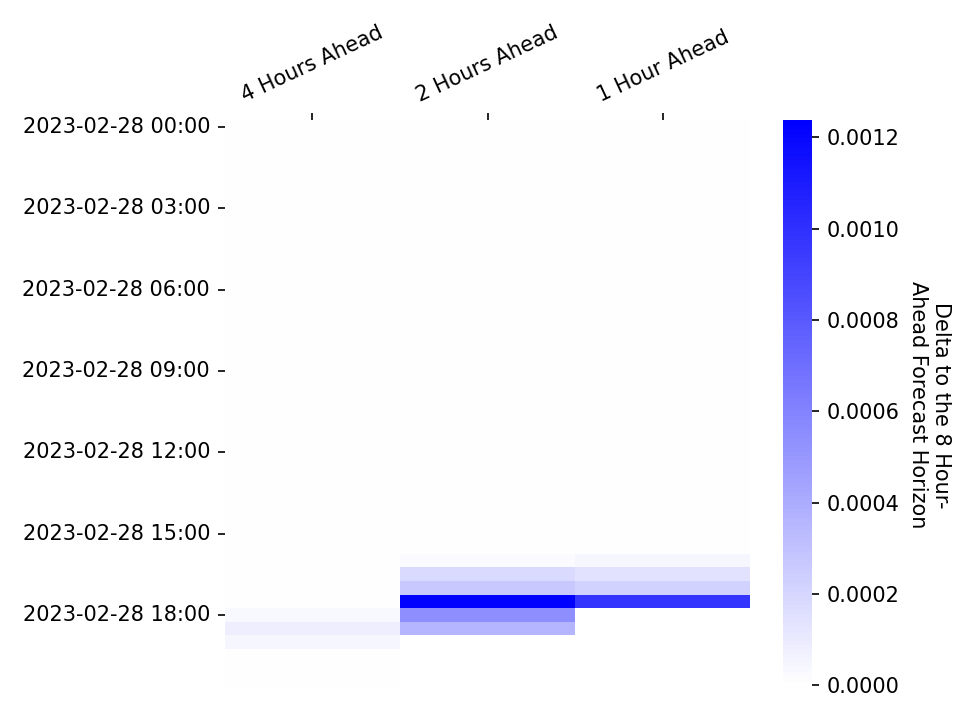 4 Hours Ahead
2 Hours Ahead
1 Hour Ahead
2023-02-28 00:00
2023-02-28 03:00
2023-02-28 06:00
2023-02-28 09:00
2023-02-28 12:00
2023-02-28 15:00
2023-02-28 18:00
0.0012
0.0010
0.0008
0.0006
0.0004
0.0002
0.0000
Delta to the 8 Hour-
Ahead Forecast Horizon